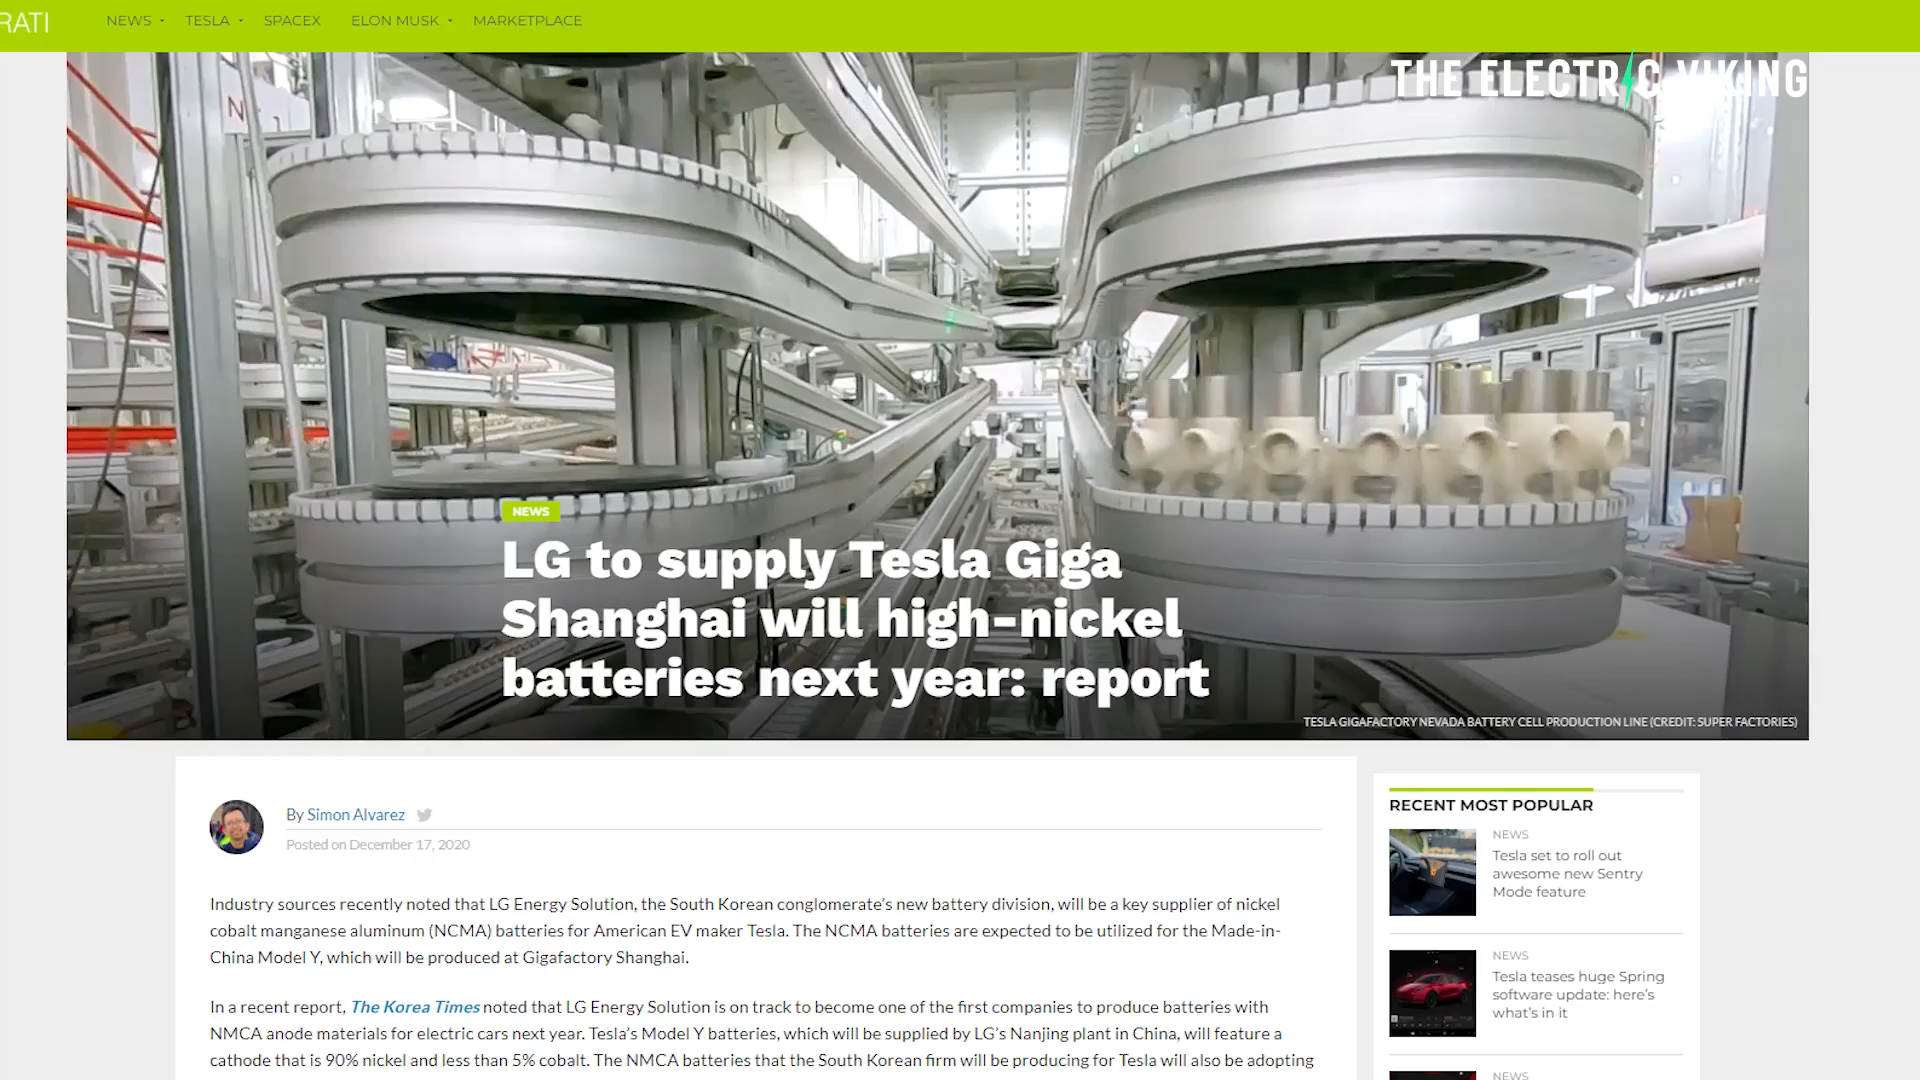 RATI
NEWS TESLA SPACEX ELON MUSK MARKETPLACE
THE ELECTRIC VIKING
NEWS
LG to supply Tesla Giga
Shanghai will high-nickel
batteries next year: report
TESLA GIGAFACTORY NEVADA BATTERY CELL PRODUCTION LINE (CREDIT: SUPER FACTORIES)
By Simon Alvarez
Posted on December 17, 2020
Industry sources recently noted that LG Energy Solution, the South Korean conglomerate's new battery division, will be a key supplier of nickel
cobalt manganese aluminum (NCMA) batteries for American EV maker Tesla. The NCMA batteries are expected to be utilized for the Made-in-
China Model Y, which will be produced at Gigafactory Shanghai.
In a recent report, The Korea Times noted that LG Energy Solution is on track to become one of the first companies to produce batteries with
NMCA anode materials for electric cars next year. Tesla's Model Y batteries, which will be supplied by LG's Nanjing plant in China, will feature a
cathode that is 90% nickel and less than 5% cobalt. The NMCA batteries that the South Korean firm will be producing for Tesla will also be adopting
RECENT MOST POPULAR
NEWS
Tesla set to roll out
awesome new Sentry
Mode feature
NEWS
Tesla teases huge Spring
software update: here's
what's in it
NEWS